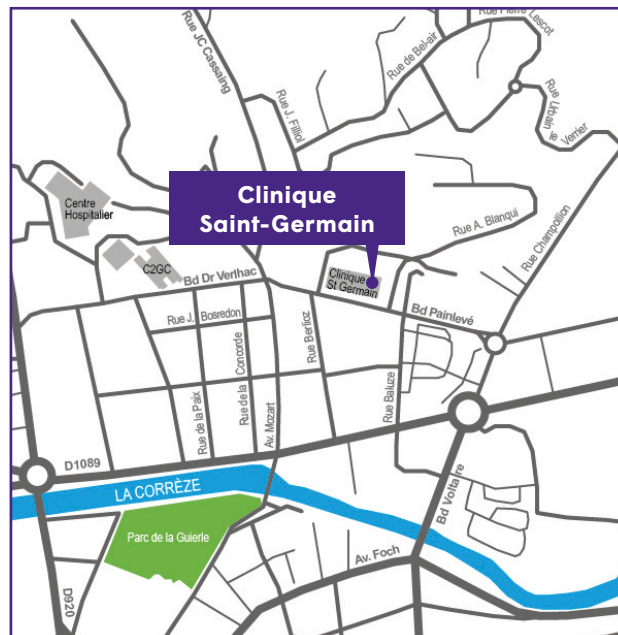 Rue Pierre Lescot
Rue JC Cassaing
Rue de Bel-air
Rue J. Filliol
Rue Urbain le
Verrier
Centre
Hospitalier
Clinique
Saint-Germain
Rue A. Blanqui
Rue Champollion
C2GC
Bd Dr Verlhac
Clinique
St Germain
Bd Painlevé
Rue J. Bosredon
Rue Berlioz
Rue de la
Concorde
Rue de la Paix
Av. Mozart
Rue Baluze
D1089
LA CORRÈZE
Bd Voltaire
Parc de la Guierle
Av. Foch
D920